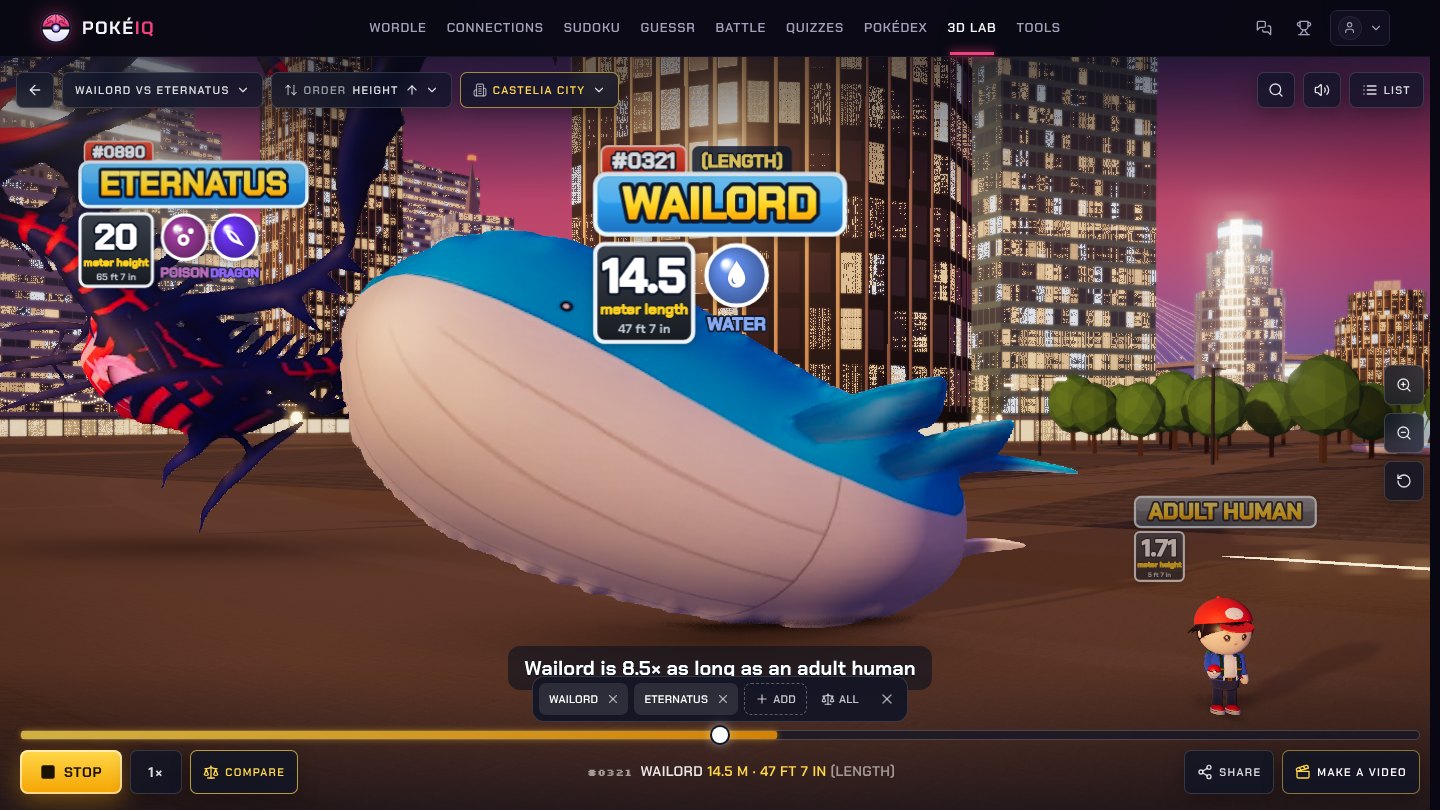 POKÉIQ
WORDLE CONNECTIONS SUDOKU GUESSR BATTLE QUIZZES POKÉDEX 3D LAB TOOLS
WAILORD VS ETERNATUS
ORDER HEIGHT
CASTELIA CITY
LIST
#0890
ETERNATUS
20
meter height
65 ft 7 in
POISON DRAGON
#0321 (LENGTH)
WAILORD
14.5
meter length
47 ft 7 in
WATER
ADULT HUMAN
1.71
meter height
5 ft 7 in
Wailord is 8.5× as long as an adult human
WAILORD ETERNATUS + ADD ALL
STOP
1×
COMPARE
#0321 WAILORD 14.5 M · 47 FT 7 IN (LENGTH)
SHARE
MAKE A VIDEO